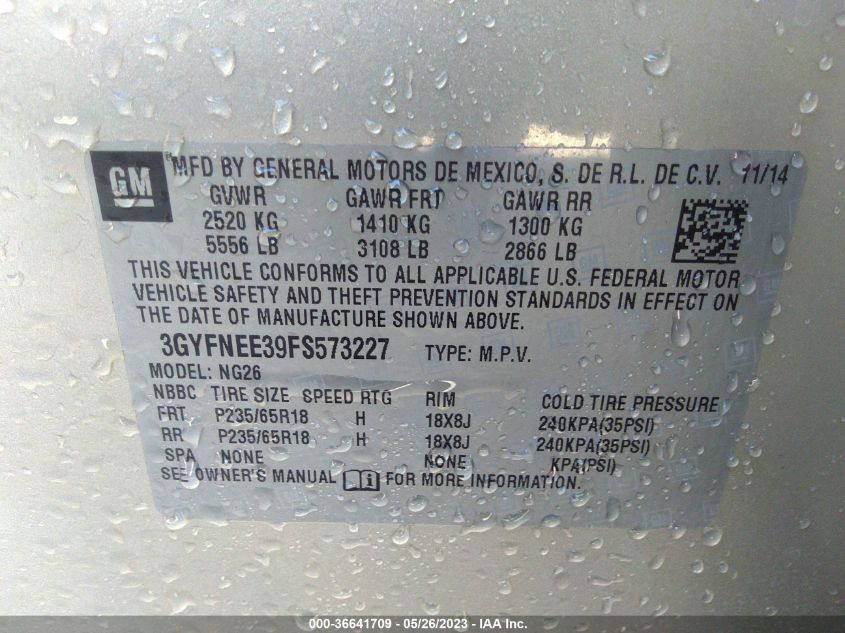 GM
MFD BY GENERAL MOTORS DE MEXICO, S. DE R.L. DE C.V. 11/14
GVWR GAWR FRT GAWR RR
2520 KG 1410 KG 1300 KG
5556 LB 3108 LB 2866 LB
THIS VEHICLE CONFORMS TO ALL APPLICABLE U.S. FEDERAL MOTOR
VEHICLE SAFETY AND THEFT PREVENTION STANDARDS IN EFFECT ON
THE DATE OF MANUFACTURE SHOWN ABOVE.
3GYFNEE39FS573227 TYPE: M.P.V.
MODEL: NG26
NBBC TIRE SIZE SPEED RTG RIM COLD TIRE PRESSURE
FRT P235/65R18 H 18X8J 240KPA(35PSI)
RR P235/65R18 H 18X8J 240KPA(35PSI)
SPA NONE NONE KPA(PSI)
SEE OWNER'S MANUAL FOR MORE INFORMATION.
000-36641709 - 05/26/2023 - IAA Inc.